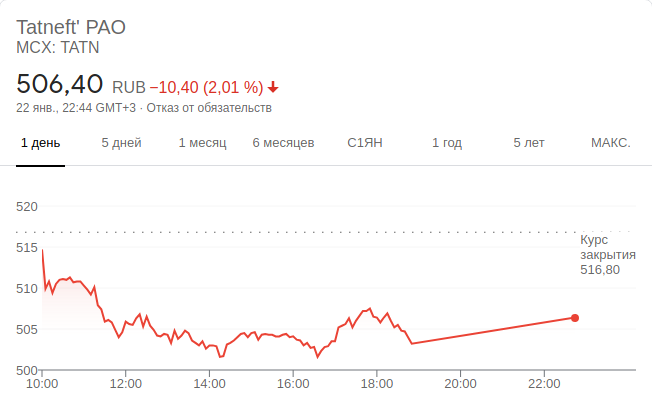 Tatneft' PAO
MCX: TATN
506,40 RUB −10,40 (2,01 %)
22 янв., 22:44 GMT+3 · Отказ от обязательств
1 день 5 дней 1 месяц 6 месяцев С1ЯН 1 год 5 лет МАКС.
520
Курс
закрытия
516,80
515
510
505
500
10:00 12:00 14:00 16:00 18:00 20:00 22:00